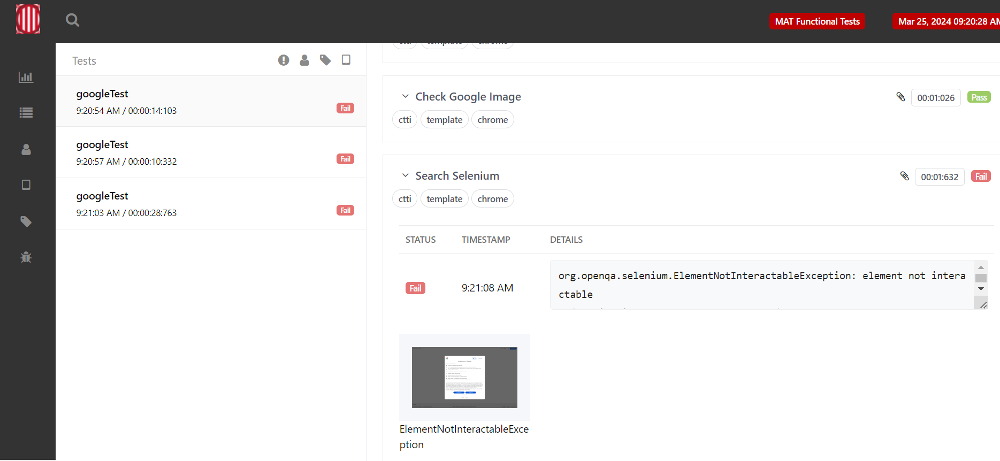 MAT Functional Tests
Mar 25, 2024 09:20:28 AM
Tests
googleTest
9:20:54 AM / 00:00:14:103
Fail
googleTest
9:20:57 AM / 00:00:10:332
Fail
googleTest
9:21:03 AM / 00:00:28:763
Fail
ctti template chrome
Check Google Image
00:01:026 Pass
ctti template chrome
Search Selenium
00:01:632 Fail
ctti template chrome
STATUS TIMESTAMP DETAILS
Fail 9:21:08 AM
org.openqa.selenium.ElementNotInteractableException: element not intera
ctable
ElementNotInteractableExce
ption